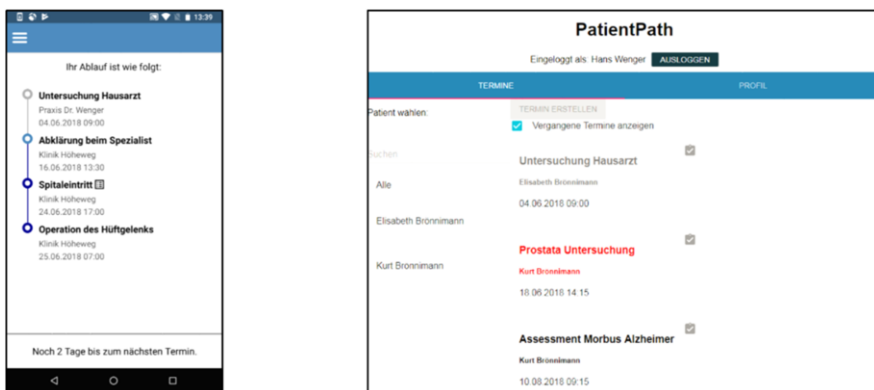 13:39
Ihr Ablauf ist wie folgt:
Untersuchung Hausarzt
Praxis Dr. Wenger
04.06.2018 09:00
Abklärung beim Spezialist
Klinik Höheweg
16.06.2018 13:30
Spitaleintritt
Klinik Höheweg
24.06.2018 17:00
Operation des Hüftgelenks
Klinik Höheweg
25.06.2018 07:00
Noch 2 Tage bis zum nächsten Termin.
PatientPath
Eingeloggt als: Hans Wenger AUSLOGGEN
TERMINE PROFIL
Patient wählen:
Suchen
Alle
Elisabeth Brönnimann
Kurt Bronnimann
TERMIN ERSTELLEN
Vergangene Termine anzeigen
Untersuchung Hausarzt
Elisabeth Brönnimann
04.06.2018 09:00
Prostata Untersuchung
Kurt Bronnimann
18.06.2018 14:15
Assessment Morbus Alzheimer
Kurt Bronnimann
10.08.2018 09:15